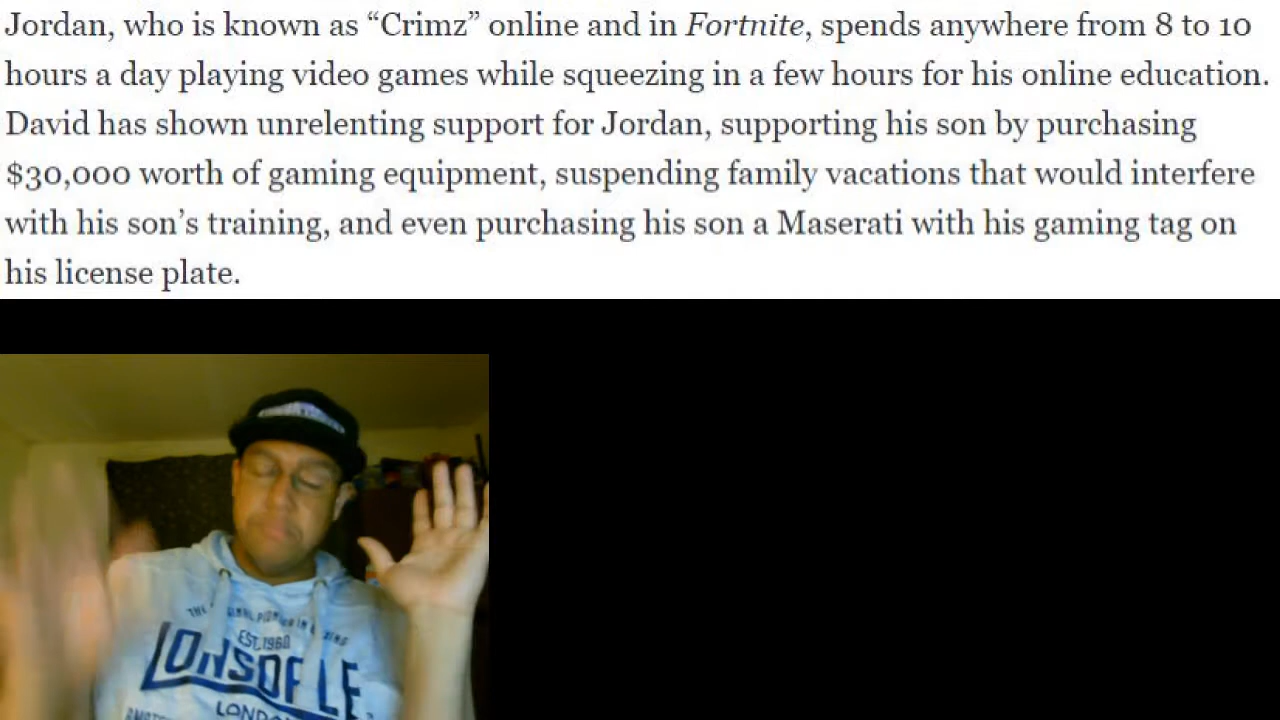 Jordan, who is known as “Crimz” online and in Fortnite, spends anywhere from 8 to 10
hours a day playing video games while squeezing in a few hours for his online education.
David has shown unrelenting support for Jordan, supporting his son by purchasing
$30,000 worth of gaming equipment, suspending family vacations that would interfere
with his son’s training, and even purchasing his son a Maserati with his gaming tag on
his license plate.
THE
EST.1960
LONSDALE